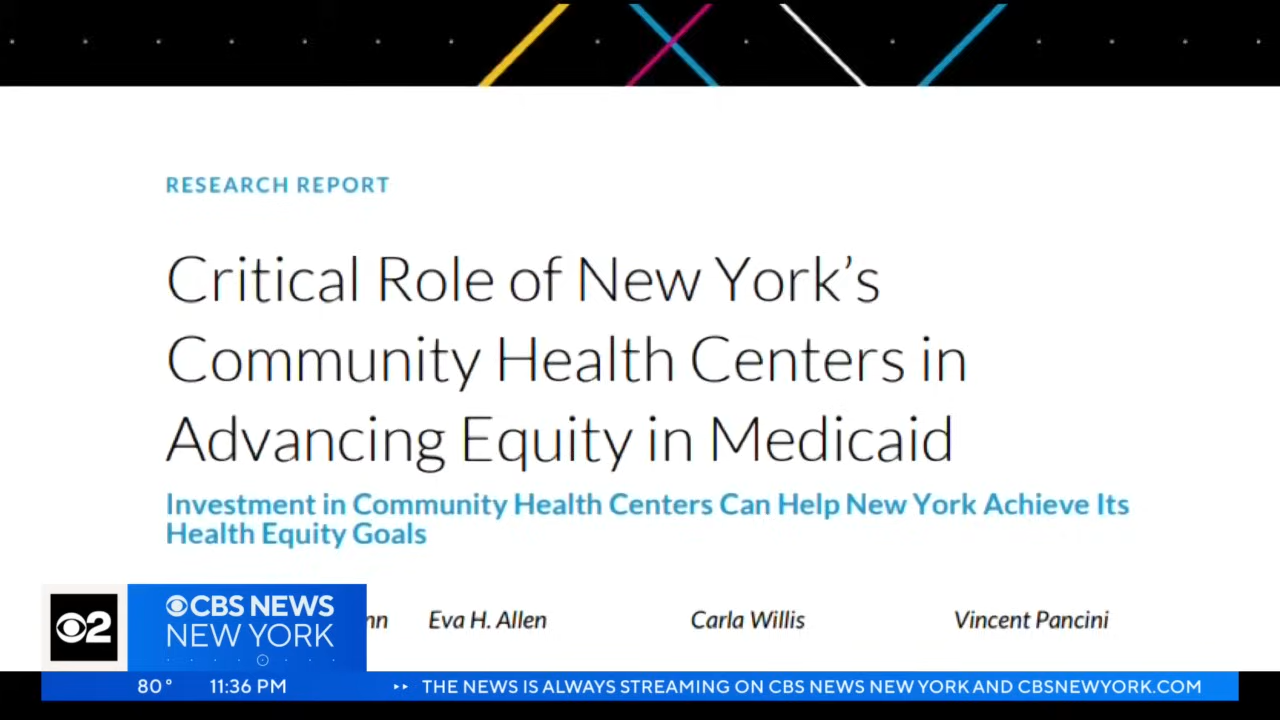 RESEARCH REPORT
Critical Role of New York’s
Community Health Centers in
Advancing Equity in Medicaid
Investment in Community Health Centers Can Help New York Achieve Its
Health Equity Goals
Eva H. Allen Carla Willis Vincent Pancini
2 CBS NEWS
NEW YORK
80° 11:36 PM THE NEWS IS ALWAYS STREAMING ON CBS NEWS NEW YORK AND CBSNEWYORK.COM